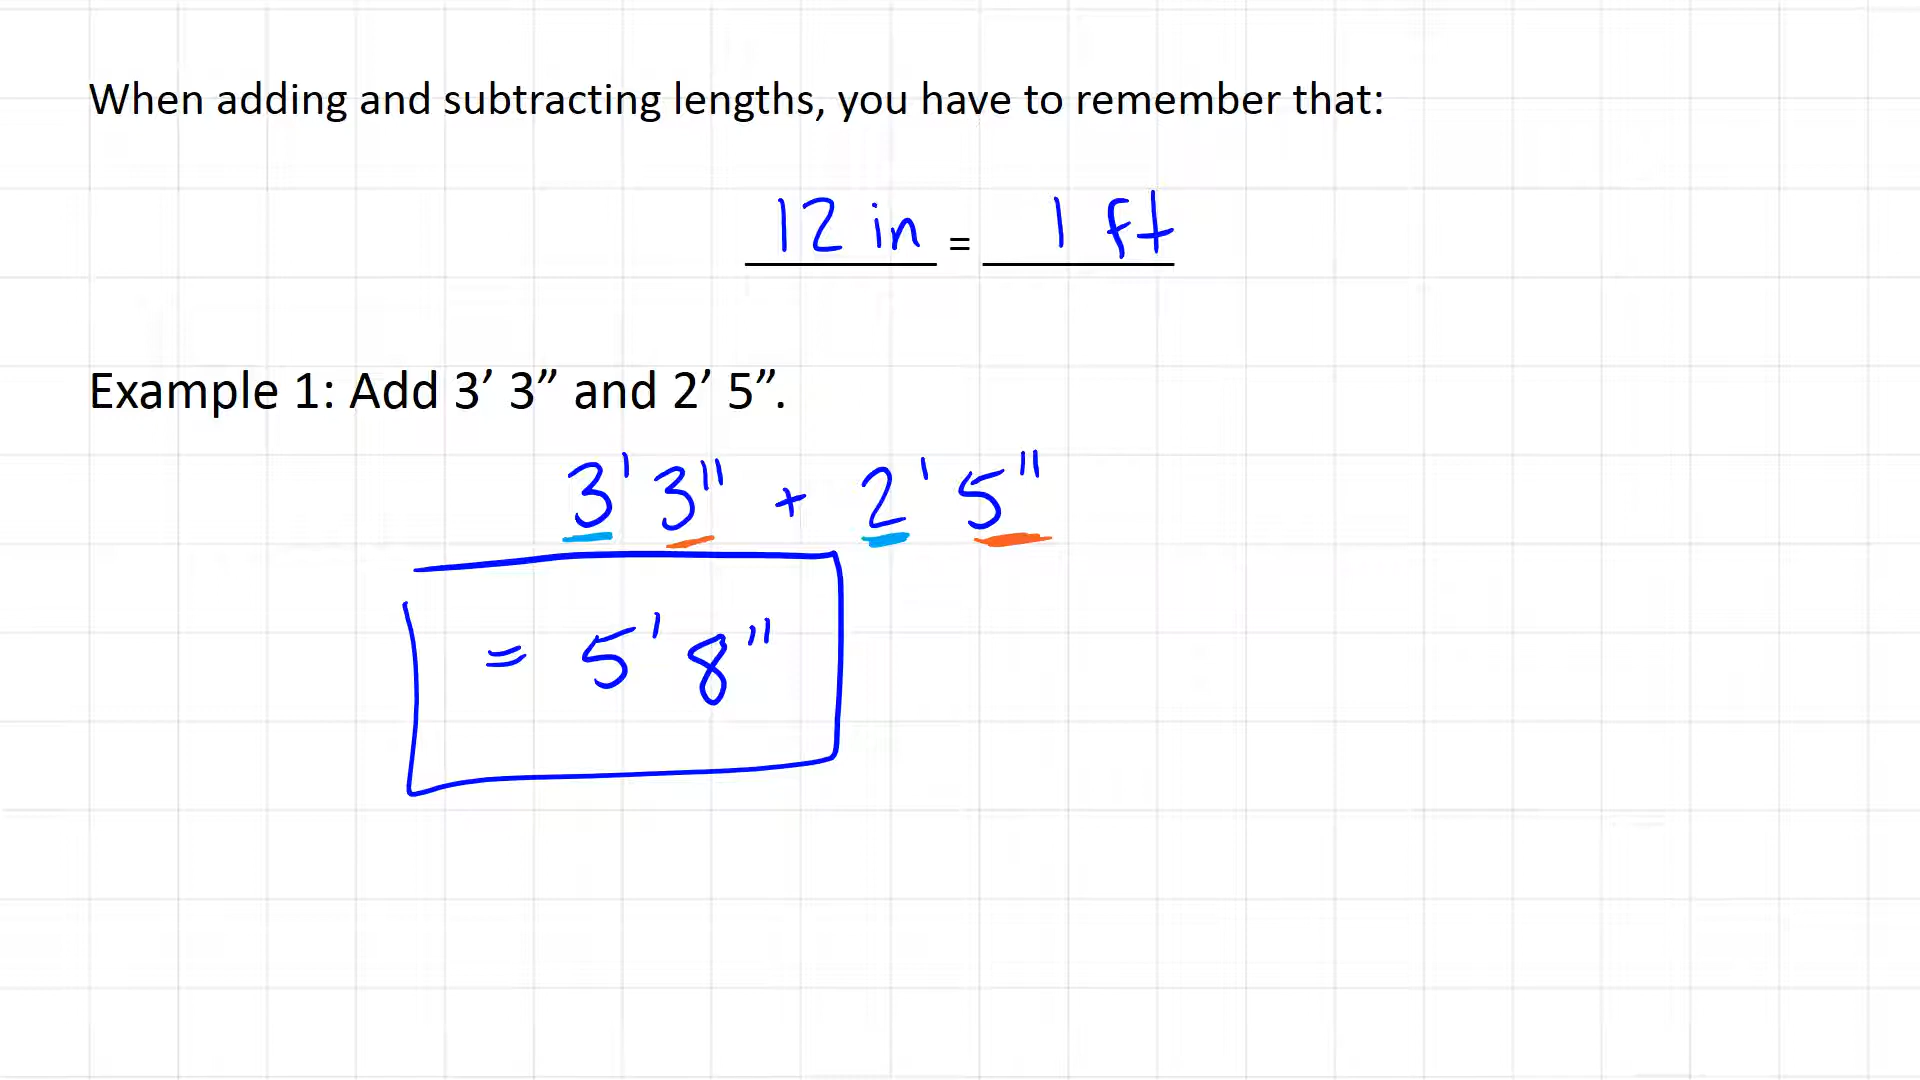 When adding and subtracting lengths, you have to remember that:
12 in = 1 ft
Example 1: Add 3’ 3” and 2’ 5”.
3' 3" + 2' 5"
= 5' 8"